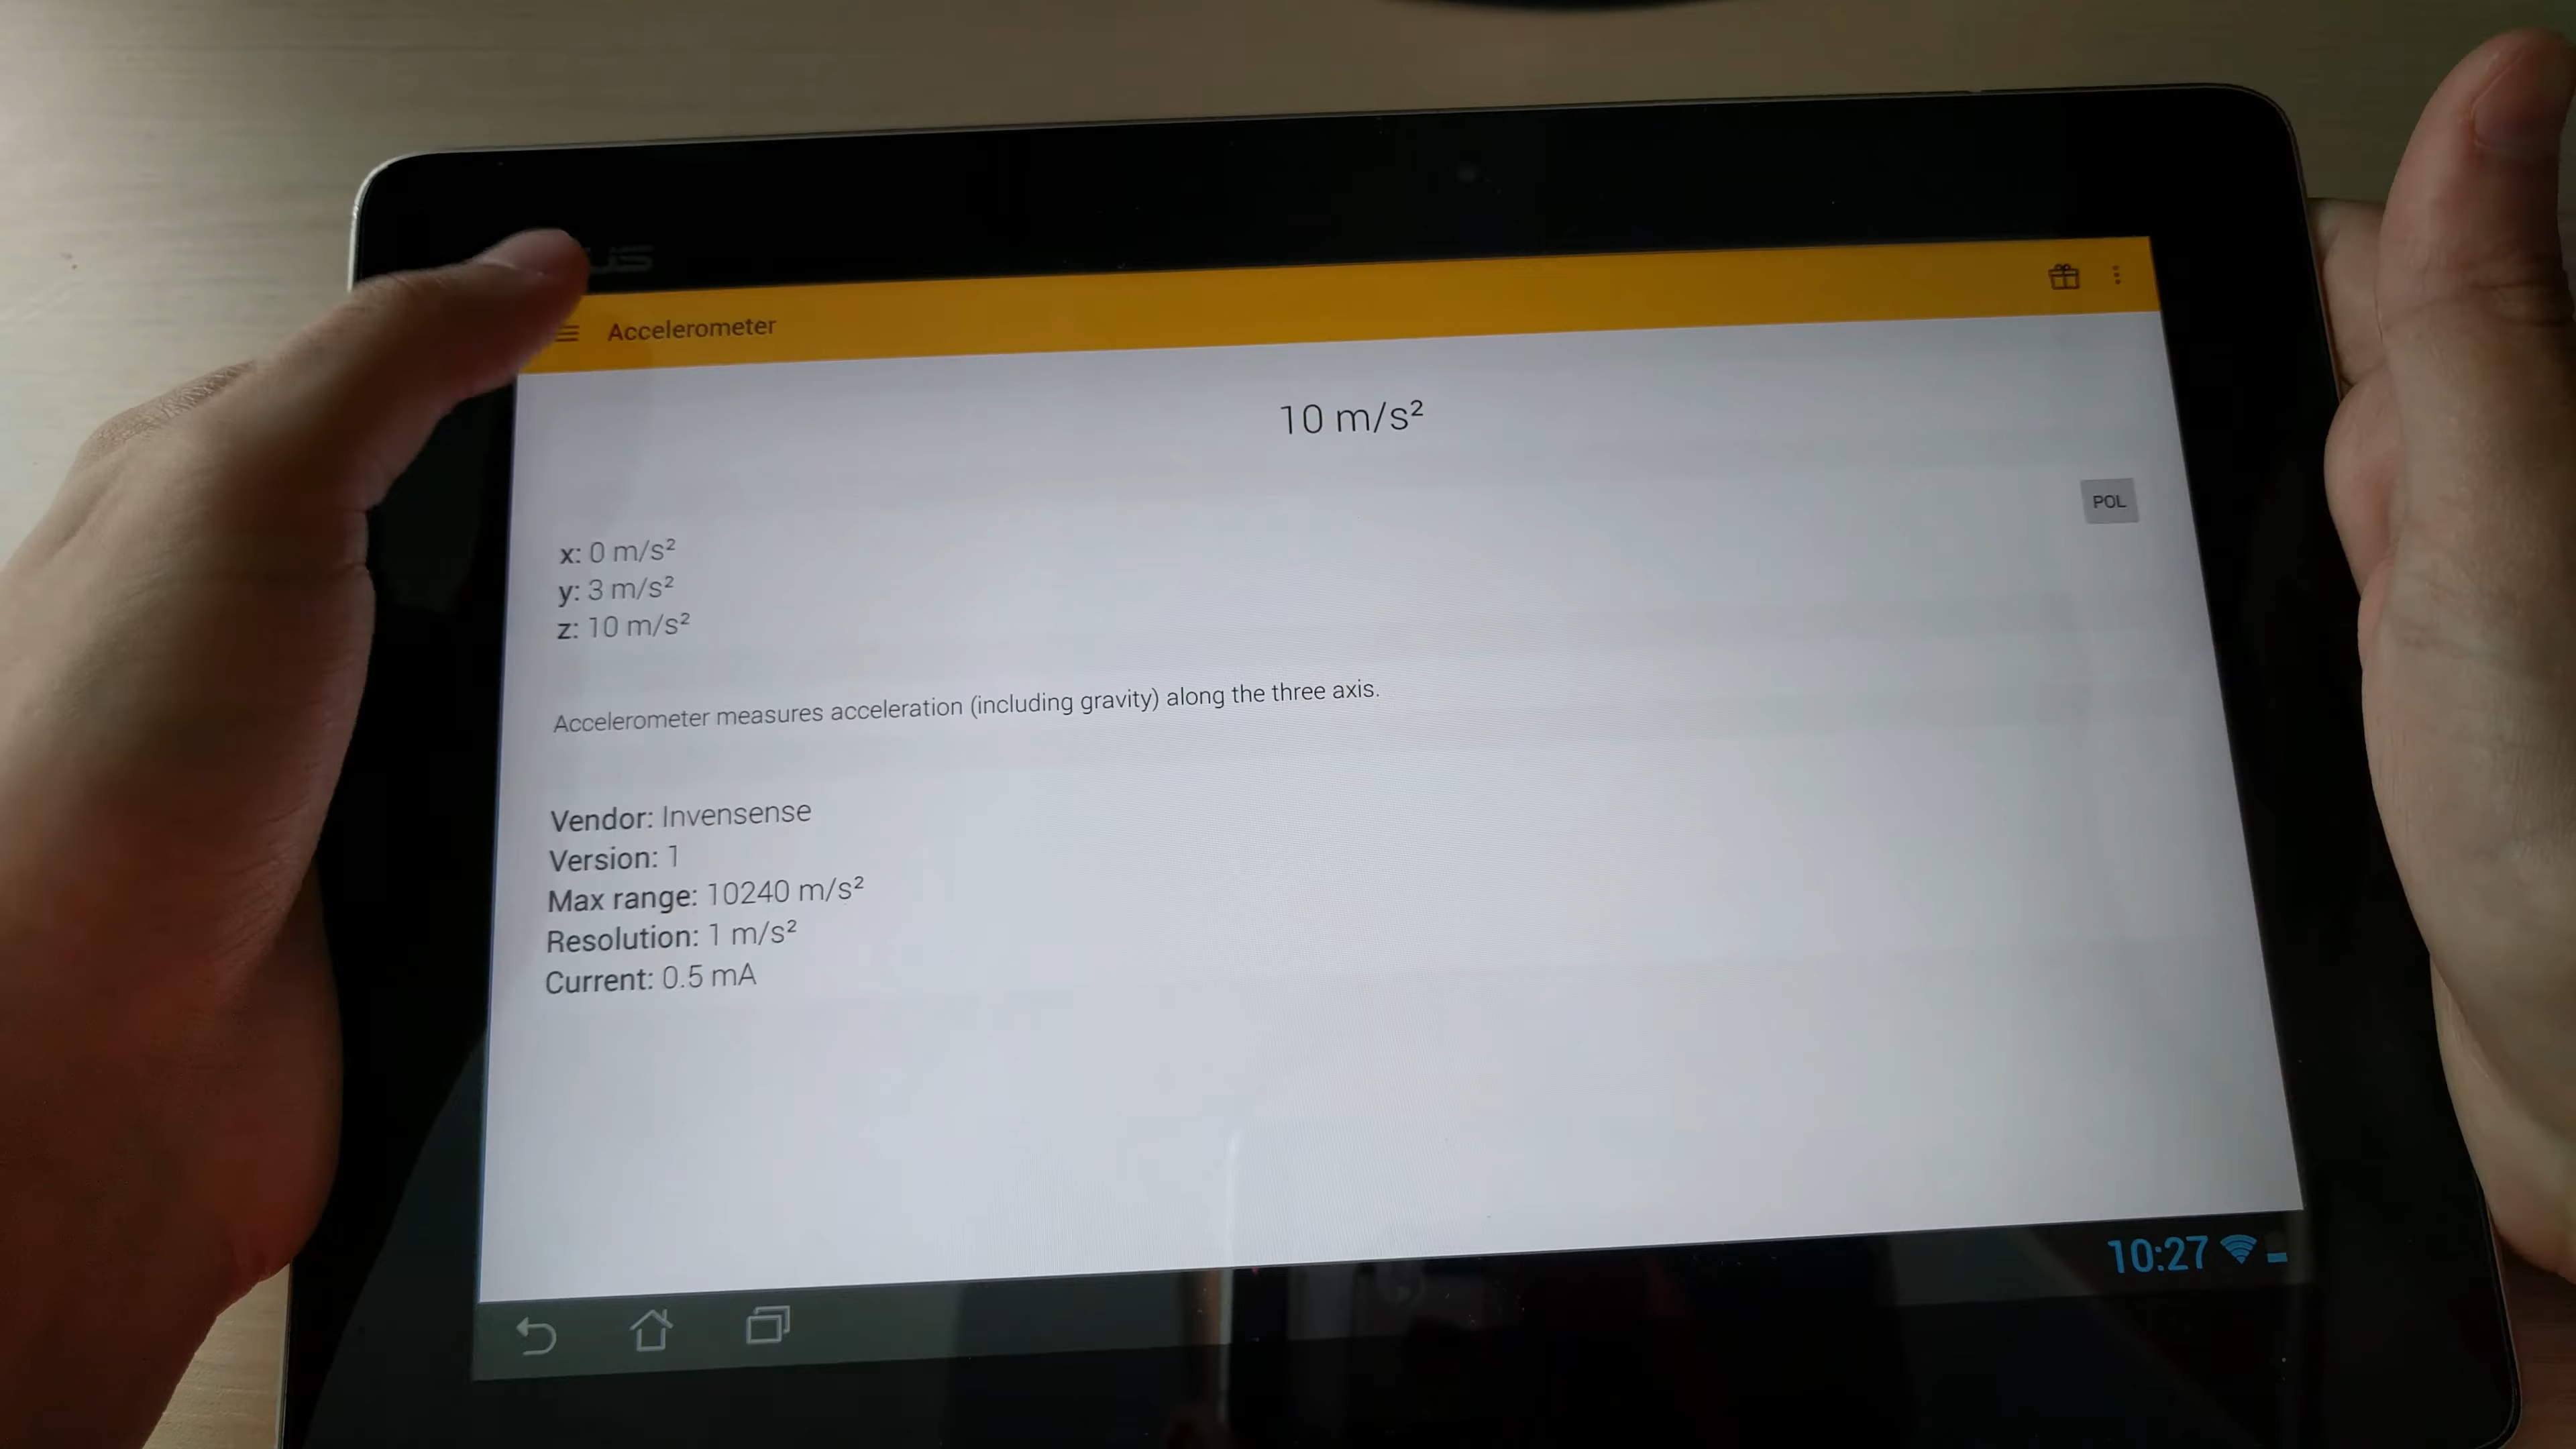 Accelerometer
10 m/s²
POL
x: 0 m/s²
y: 3 m/s²
z: 10 m/s²
Accelerometer measures acceleration (including gravity) along the three axis.
Vendor: Invensense
Version: 1
Max range: 10240 m/s²
Resolution: 1 m/s²
Current: 0.5 mA
10:27